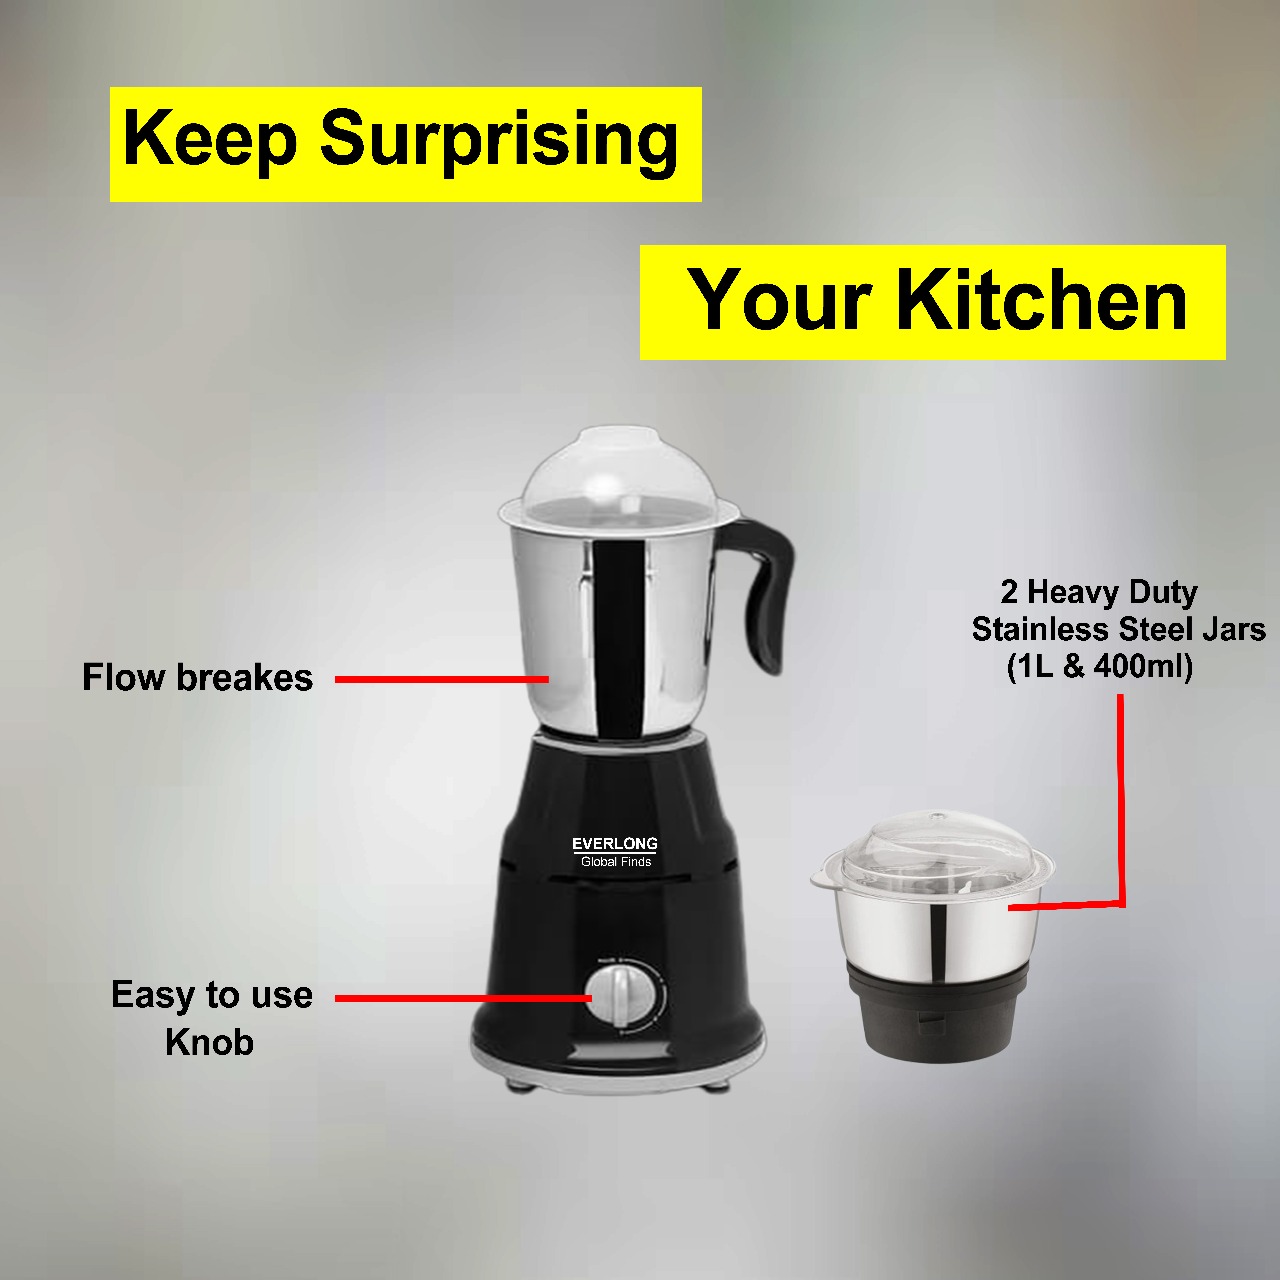 Keep Surprising
Your Kitchen
2 Heavy Duty
Stainless Steel Jars
(1L & 400ml)
Flow breakes
EVERLONG
Global Finds
Easy to use
Knob